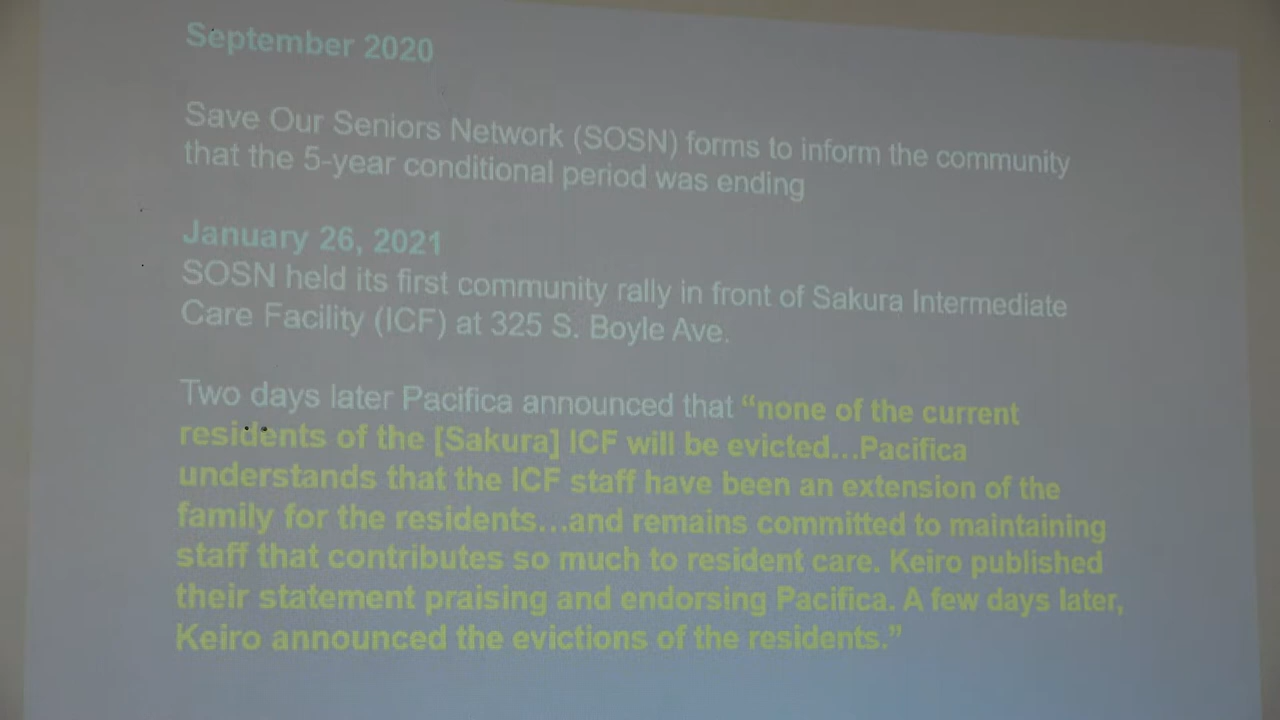 September 2020
Save Our Seniors Network (SOSN) forms to inform the community
that the 5-year conditional period was ending
January 26, 2021
SOSN held its first community rally in front of Sakura Intermediate
Care Facility (ICF) at 325 S. Boyle Ave.
Two days later Pacifica announced that “none of the current
residents of the [Sakura] ICF will be evicted...Pacifica
understands that the ICF staff have been an extension of the
family for the residents...and remains committed to maintaining
staff that contributes so much to resident care. Keiro published
their statement praising and endorsing Pacifica. A few days later,
Keiro announced the evictions of the residents.”